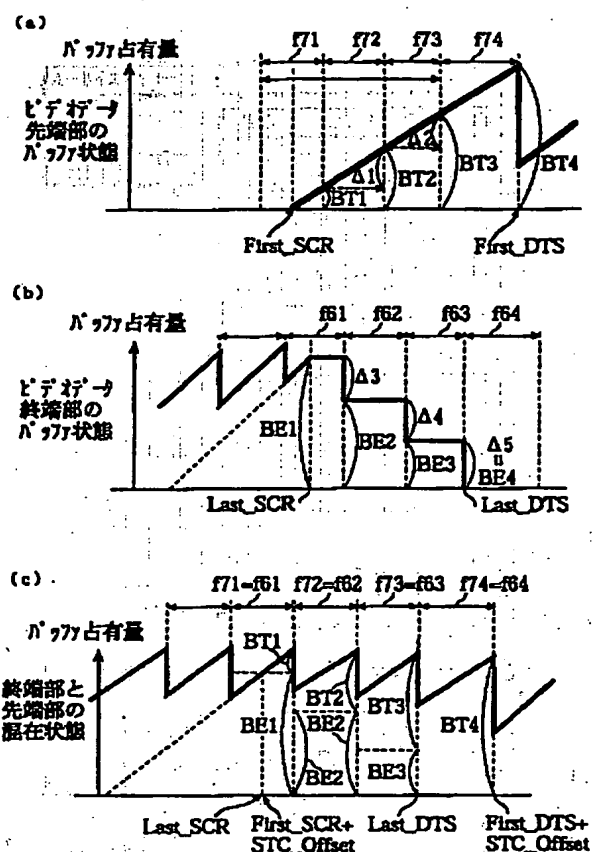 (a)
f71 f72 f73 f74
バッファ占有量
ビデオデータ
先端部の
バッファ状態
Δ1 Δ2
BT1 BT2 BT3 BT4
First_SCR First_DTS
(b)
f61 f62 f63 f64
バッファ占有量
ビデオデータ
終端部の
バッファ状態
Δ3
Δ4
Δ5
=
BE1 BE2 BE3 BE4
Last_SCR Last_DTS
(c)
f71=f61 f72=f62 f73=f63 f74=f64
バッファ占有量
終端部と
先端部の
混在状態
BT1
BT2 BT3 BT4
BE1 BE2
BE2 BE3
Last_SCR First_SCR+ Last_DTS First_DTS+
STC_Offset STC_Offset